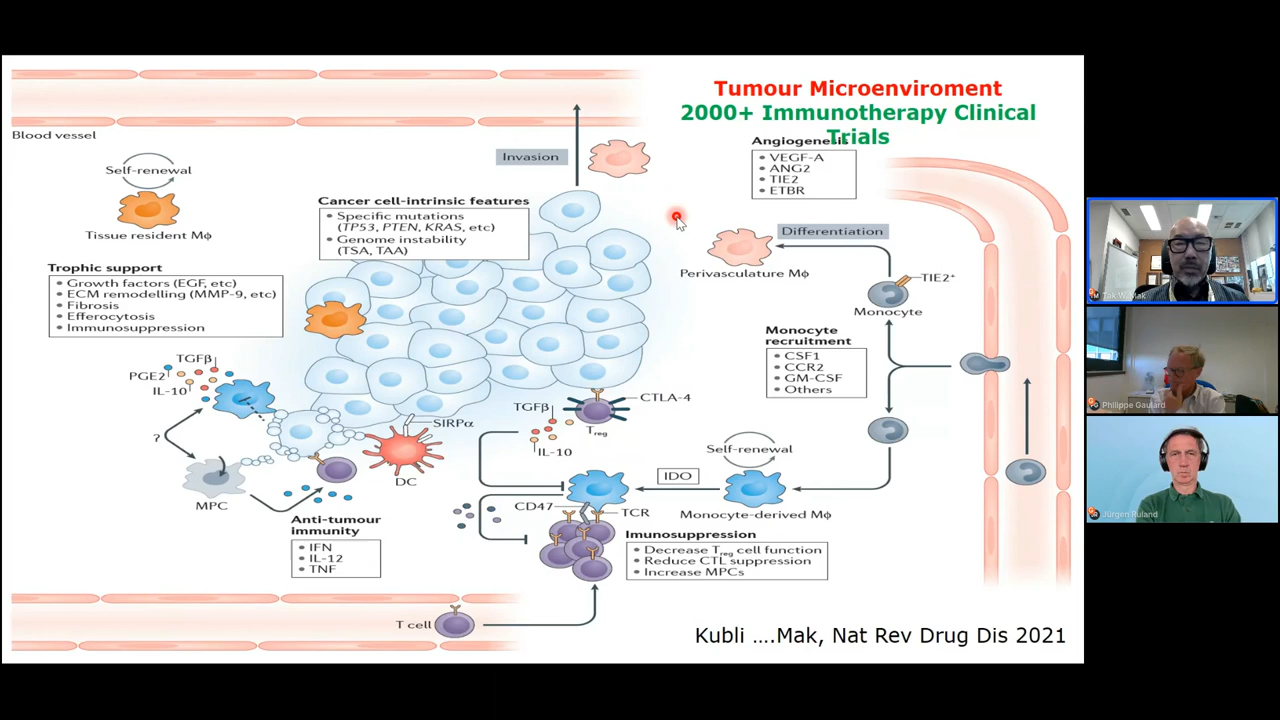 Tumour Microenviroment
2000+ Immunotherapy Clinical
Trials
Blood vessel
Self-renewal
Tissue resident Mϕ
Invasion
Cancer cell-intrinsic features
• Specific mutations
(TP53, PTEN, KRAS, etc)
• Genome instability
(TSA, TAA)
Angiogenesis
• VEGF-A
• ANG2
• TIE2
• ETBR
Differentiation
Perivasculature Mϕ
TIE2⁺
Monocyte
Trophic support
• Growth factors (EGF, etc)
• ECM remodelling (MMP-9, etc)
• Fibrosis
• Efferocytosis
• Immunosuppression
Monocyte
recruitment
• CSF1
• CCR2
• GM-CSF
• Others
TGFβ
PGE2
IL-10
?
MPC
SIRPα
DC
TGFβ
IL-10
CTLA-4
Treg
Anti-tumour
immunity
• IFN
• IL-12
• TNF
Self-renewal
IDO
Monocyte-derived Mϕ
CD47
TCR
Imunosuppression
• Decrease Treg cell function
• Reduce CTL suppression
• Increase MPCs
T cell
Kubli ….Mak, Nat Rev Drug Dis 2021
Tak W. Mak
Philippe Gaulard
Jürgen Ruland